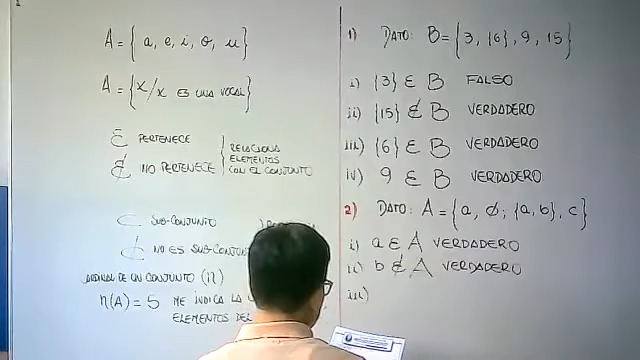 A = { a, e, i, o, u }
A = { x/x ES UNA VOCAL }
∈ PERTENECE
∉ NO PERTENECE
RELACIONA
ELEMENTOS
CON EL CONJUNTO
⊂ SUB-CONJUNTO
⊄ NO ES SUB-CONJUNTO
DE UN CONJUNTO (n)
n(A) = 5 ME INDICA LA
ELEMENTOS DEL
1) DATO: B = { 3, {6}, 9, 15 }
i) {3} ∈ B FALSO
ii) {15} ∉ B VERDADERO
iii) {6} ∈ B VERDADERO
iv) 9 ∈ B VERDADERO
2) DATO: A = { a, ∅; {a, b}, c }
i) a ∈ A VERDADERO
ii) b ∉ A VERDADERO
iii)